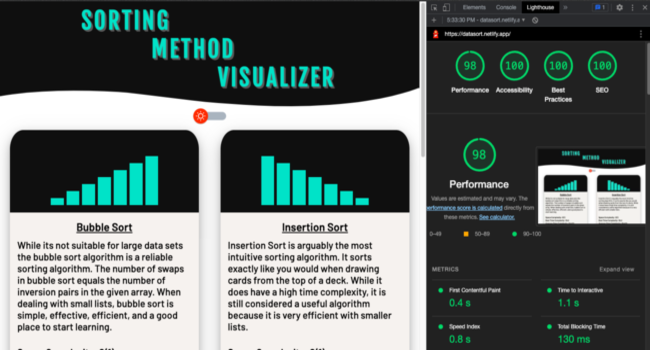 SORTING
METHOD
VISUALIZER
Bubble Sort
While its not suitable for large data sets
the bubble sort algorithm is a reliable
sorting algorithm. The number of swaps
in bubble sort equals the number of
inversion pairs in the given array. When
dealing with small lists, bubble sort is
simple, effective, efficient, and a good
place to start learning.
Insertion Sort
Insertion Sort is arguably the most
intuitive sorting algorithm. It sorts
exactly like you would when drawing
cards from the top of a deck. While it
does have a high time complexity, it is
still considered a useful algorithm
because it is very efficient with smaller
lists.
Elements Console Lighthouse » 1
5:33:30 PM - datasort.netlify.a
https://datasort.netlify.app/
98 100 100 100
Performance Accessibility Best
Practices SEO
98
Performance
Values are estimated and may vary. The
performance score is calculated directly from
these metrics. See calculator.
0–49 50–89 90–100
SORTING
METHOD
VISUALIZER
METRICS Expand view
First Contentful Paint Time to Interactive
0.4 s 1.1 s
Speed Index Total Blocking Time
0.8 s 130 ms